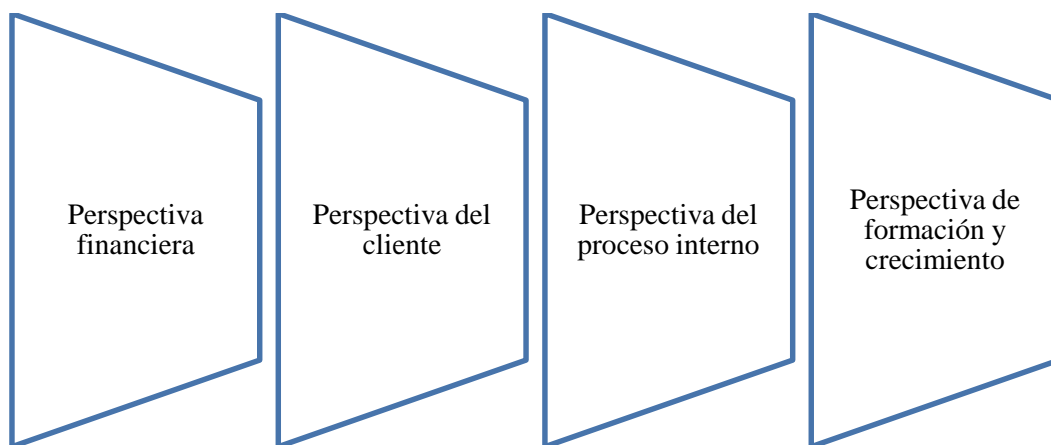 Perspectiva
financiera
Perspectiva del
cliente
Perspectiva del
proceso interno
Perspectiva de
formación y
crecimiento